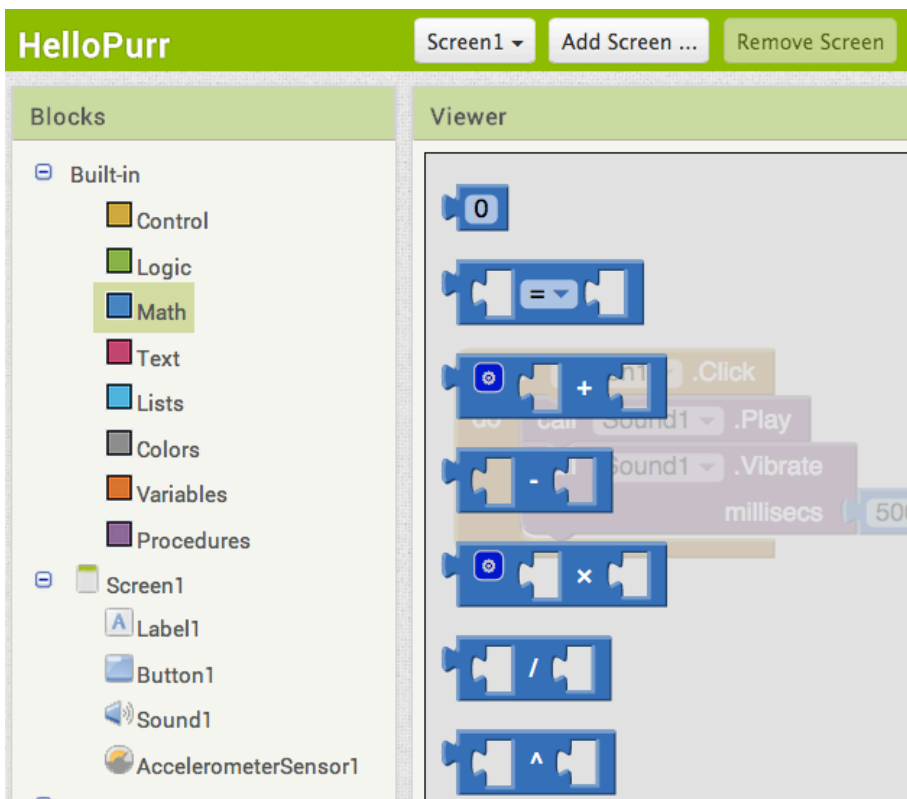 HelloPurr
Screen1
Add Screen ...
Remove Screen
Blocks
Viewer
Built-in
Control
Logic
Math
Text
Lists
Colors
Variables
Procedures
Screen1
Label1
Button1
Sound1
AccelerometerSensor1
0
=
+
-
×
/
^
.Click
do call Sound1 .Play
Sound1 .Vibrate
millisecs